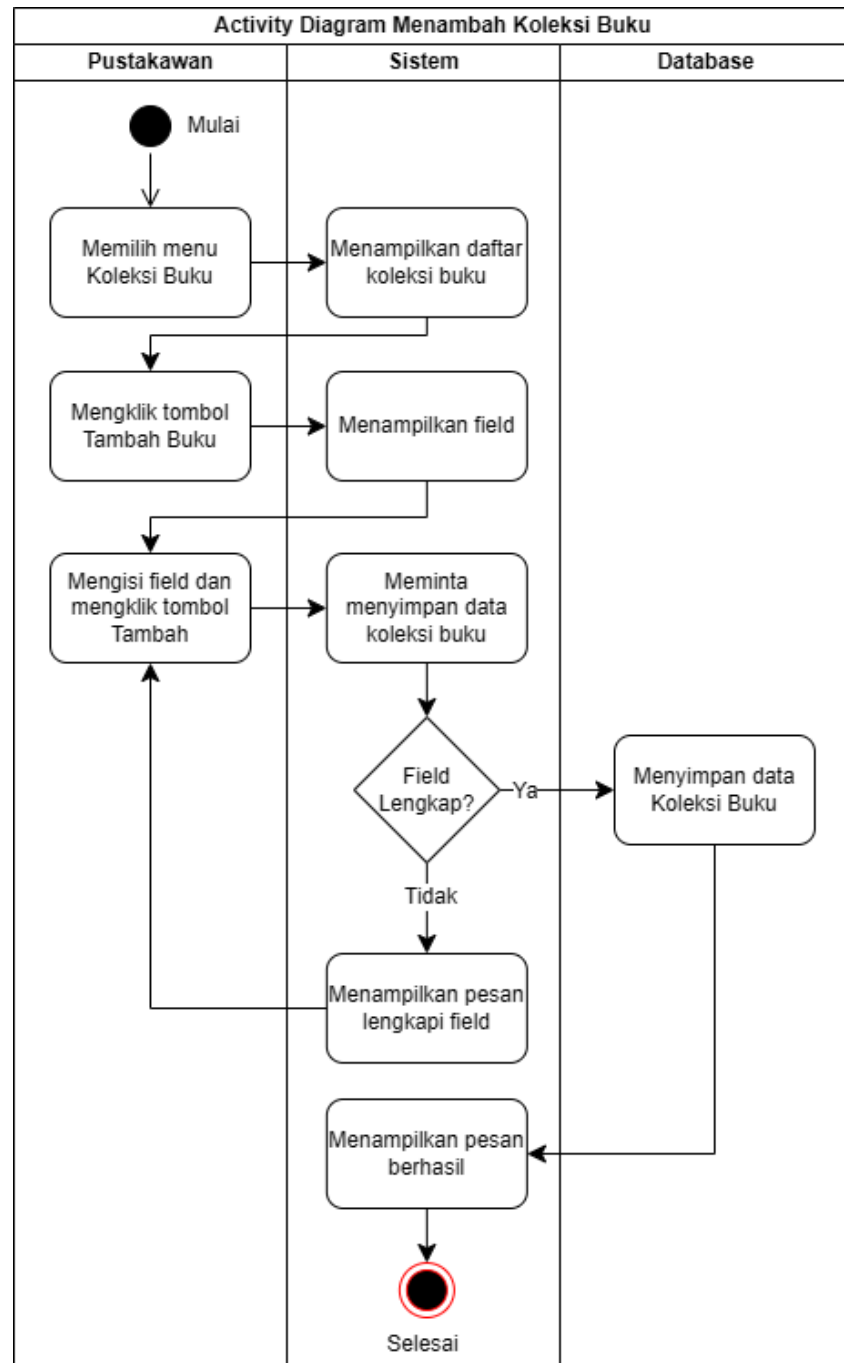 Activity Diagram Menambah Koleksi Buku
Pustakawan
Sistem
Database
Mulai
Memilih menu
Koleksi Buku
Menampilkan daftar
koleksi buku
Mengklik tombol
Tambah Buku
Menampilkan field
Mengisi field dan
mengklik tombol
Tambah
Meminta
menyimpan data
koleksi buku
Field
Lengkap?
Ya
Menyimpan data
Koleksi Buku
Tidak
Menampilkan pesan
lengkapi field
Menampilkan pesan
berhasil
Selesai